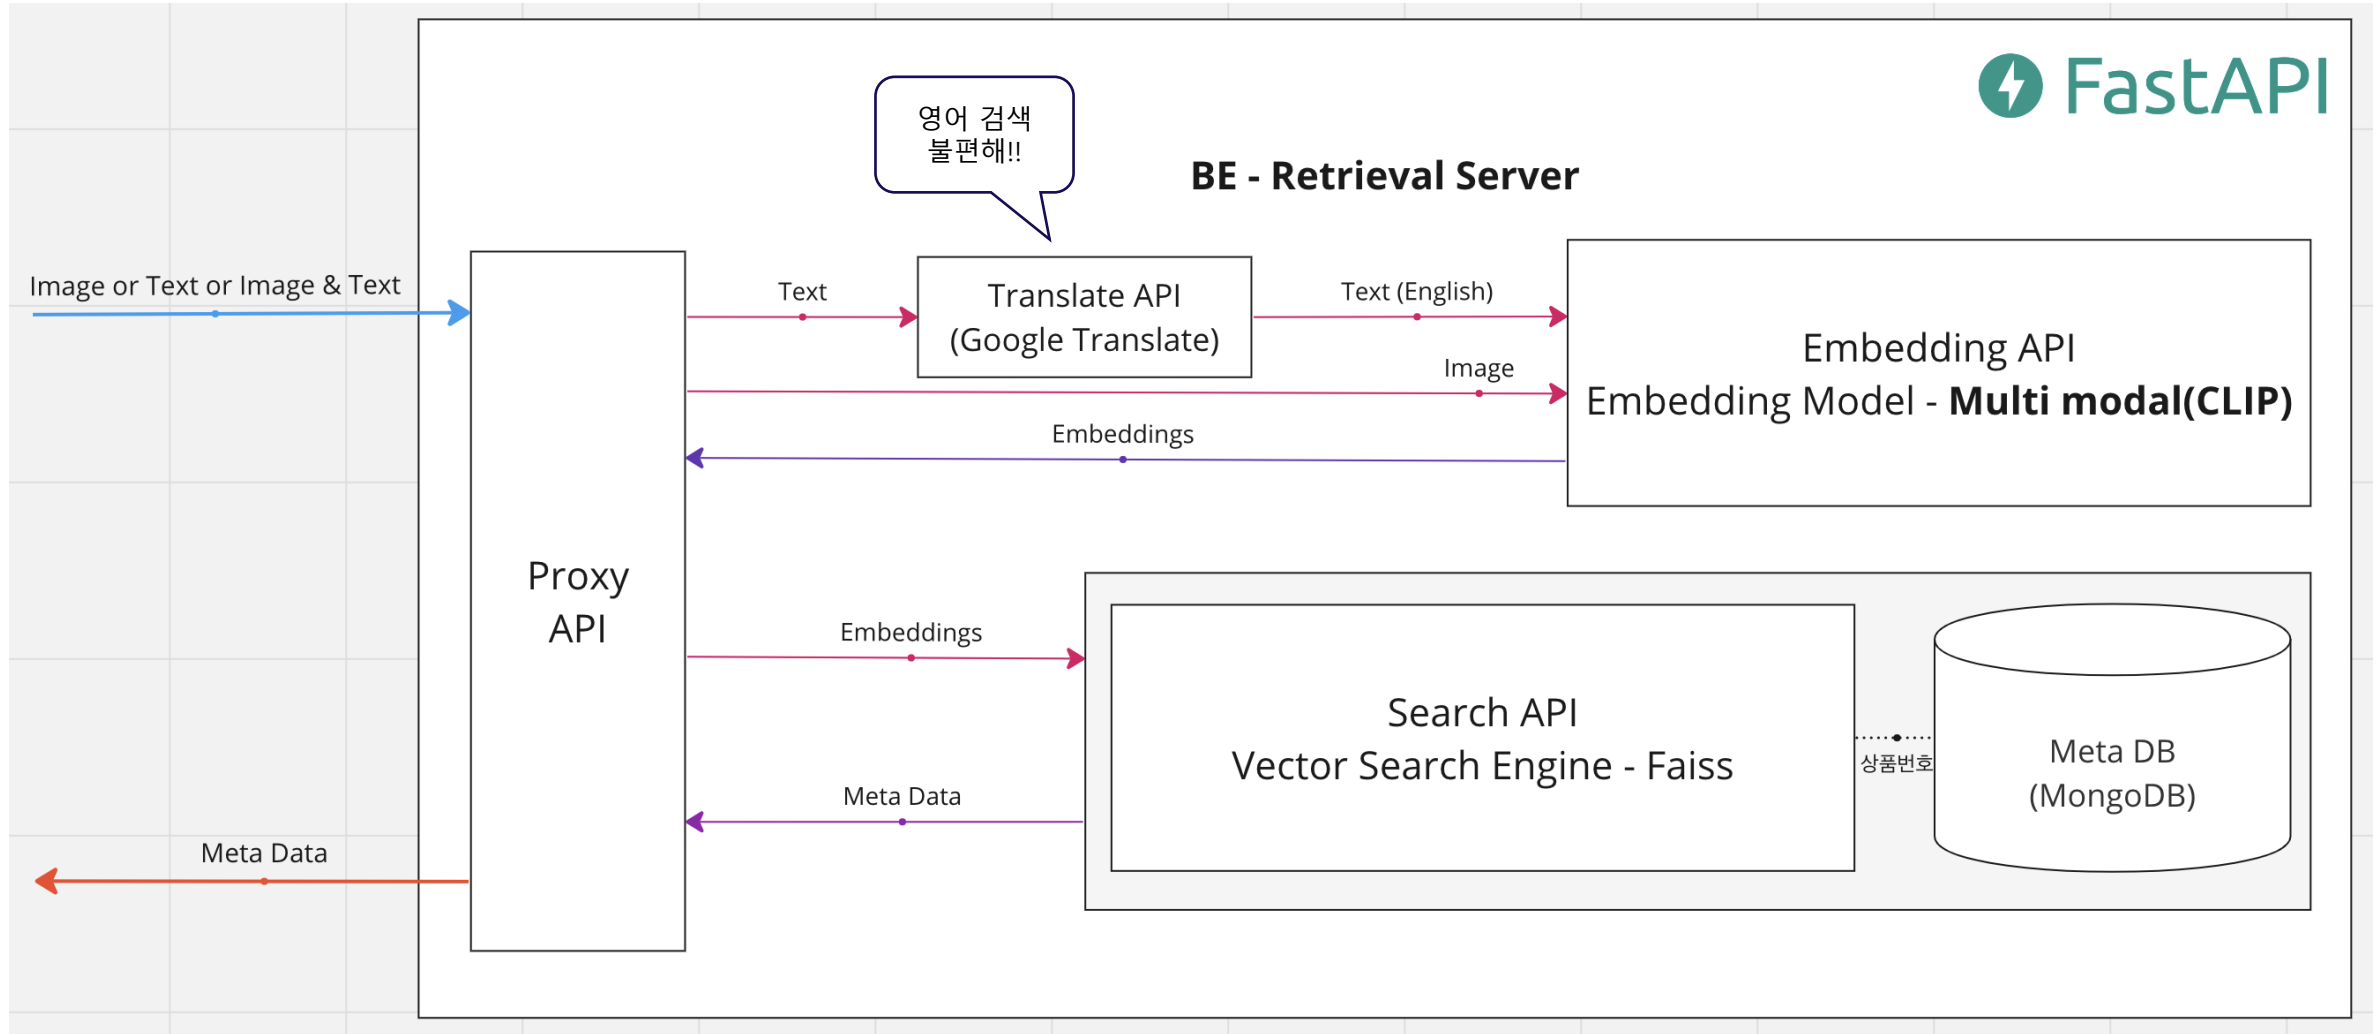 FastAPI
영어 검색
불편해!!
BE - Retrieval Server
Image or Text or Image & Text
Text
Translate API
(Google Translate)
Text (English)
Image
Embedding API
Embedding Model - Multi modal(CLIP)
Embeddings
Proxy
API
Embeddings
Search API
Vector Search Engine - Faiss
상품번호
Meta DB
(MongoDB)
Meta Data
Meta Data